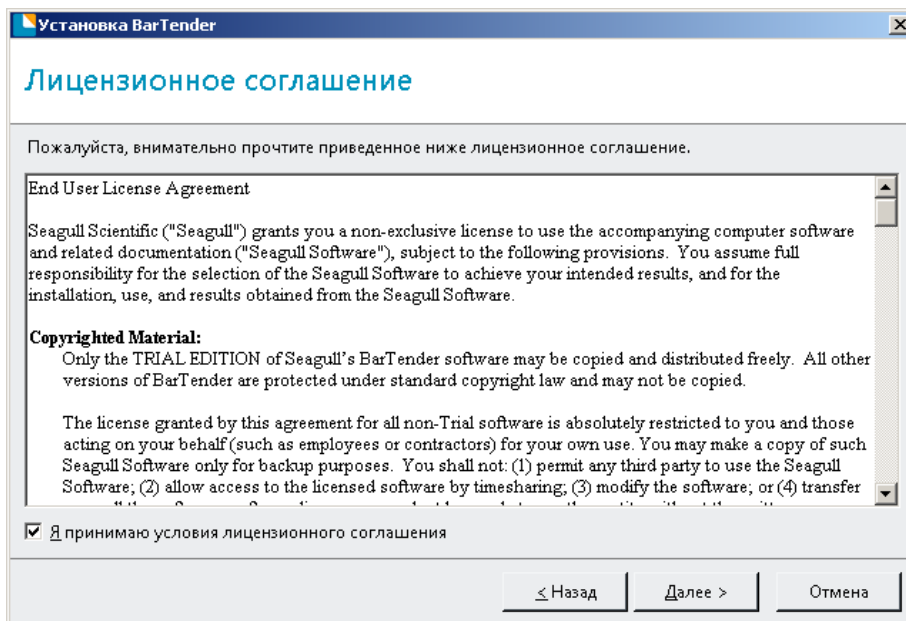 Установка BarTender
Лицензионное соглашение
Пожалуйста, внимательно прочтите приведенное ниже лицензионное соглашение.
End User License Agreement
Seagull Scientific ("Seagull") grants you a non-exclusive license to use the accompanying computer software
and related documentation ("Seagull Software"), subject to the following provisions.  You assume full
responsibility for the selection of the Seagull Software to achieve your intended results, and for the
installation, use, and results obtained from the Seagull Software.
Copyrighted Material:
Only the TRIAL EDITION of Seagull's BarTender software may be copied and distributed freely.  All other
versions of BarTender are protected under standard copyright law and may not be copied.
The license granted by this agreement for all non-Trial software is absolutely restricted to you and those
acting on your behalf (such as employees or contractors) for your own use. You may make a copy of such
Seagull Software only for backup purposes.  You shall not: (1) permit any third party to use the Seagull
Software; (2) allow access to the licensed software by timesharing; (3) modify the software; or (4) transfer
Я принимаю условия лицензионного соглашения
< Назад
Далее >
Отмена